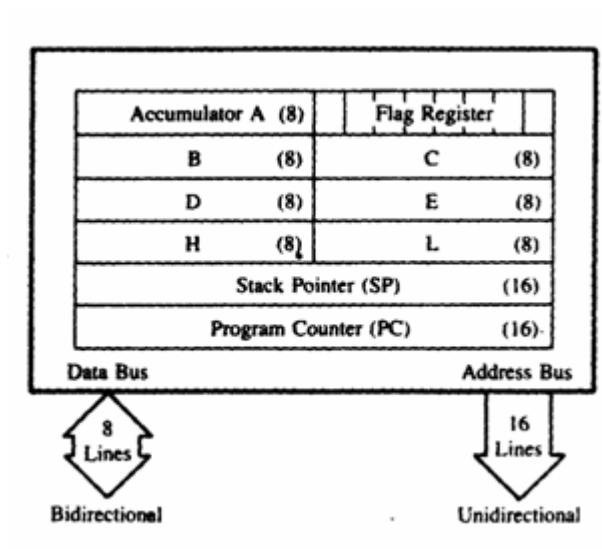 Accumulator A (8) Flag Register
B (8) C (8)
D (8) E (8)
H (8) L (8)
Stack Pointer (SP) (16)
Program Counter (PC) (16)
Data Bus Address Bus
8 16
Lines Lines
Bidirectional Unidirectional